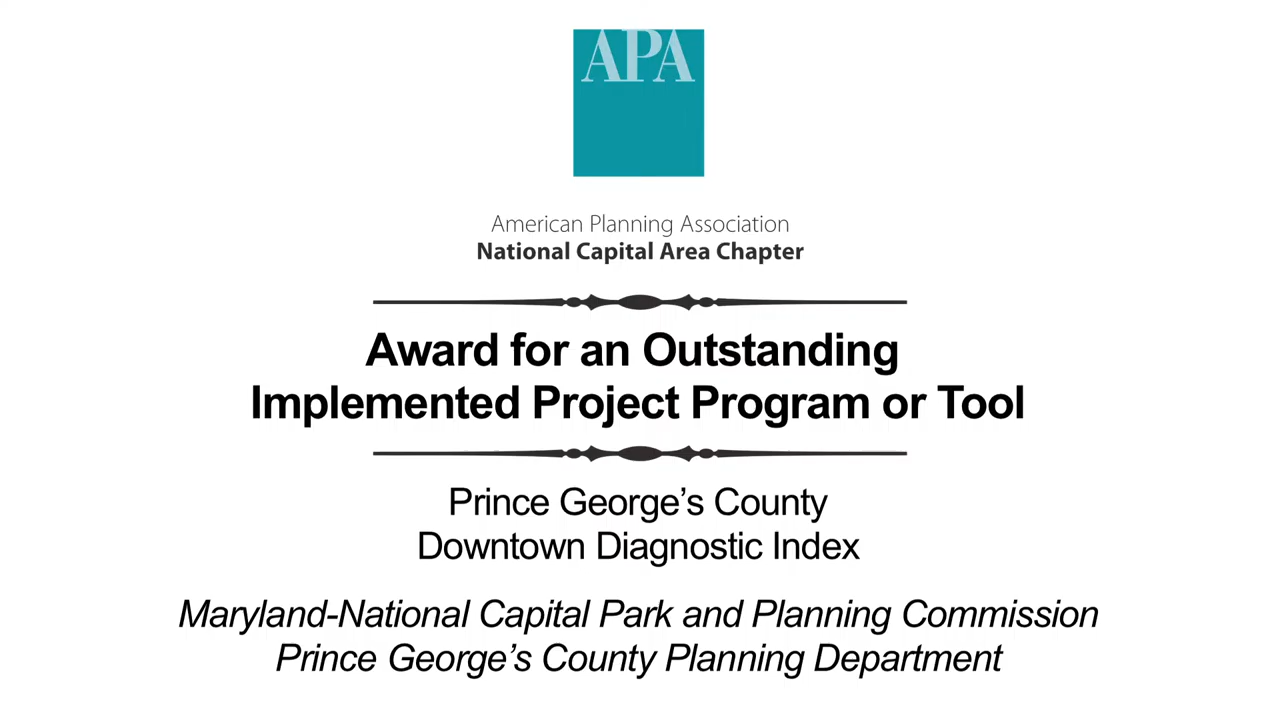 APA
American Planning Association
National Capital Area Chapter
Award for an Outstanding
Implemented Project Program or Tool
Prince George’s County
Downtown Diagnostic Index
Maryland-National Capital Park and Planning Commission
Prince George’s County Planning Department